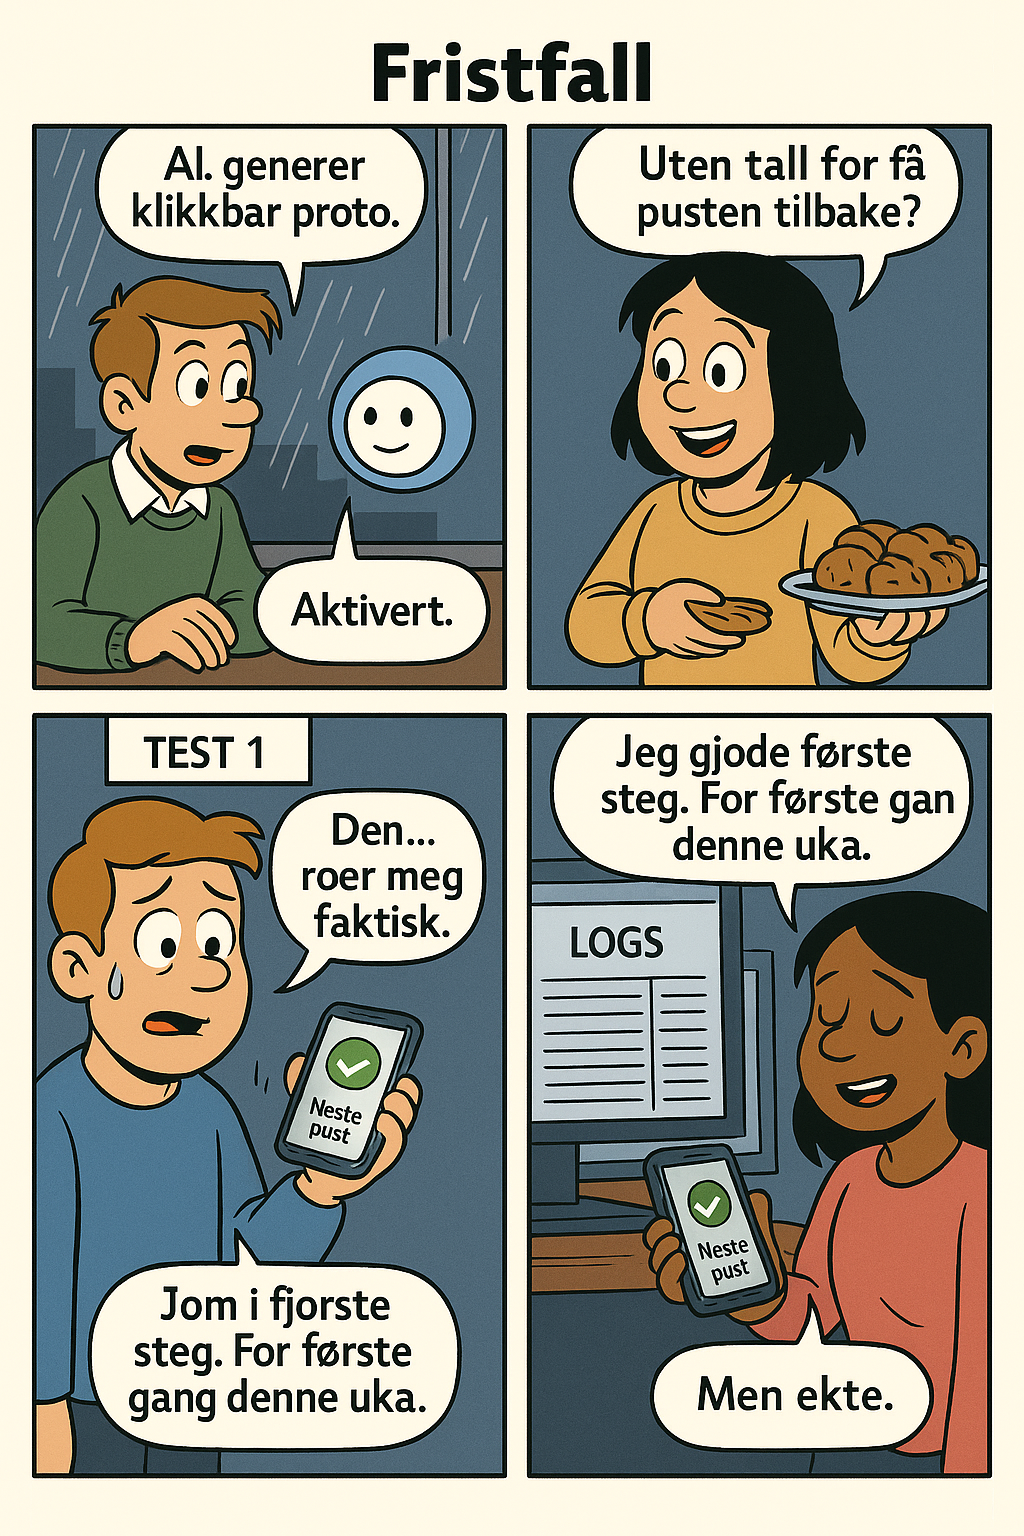 Fristfall
AI. generer
klikkbar proto.
Aktivert.
Uten tall for få
pusten tilbake?
TEST 1
Den...
roer meg
faktisk.
Neste
pust
Jom i fjorste
steg. For første
gang denne uka.
Jeg gjode første
steg. For første gan
denne uka.
LOGS
Neste
pust
Men ekte.